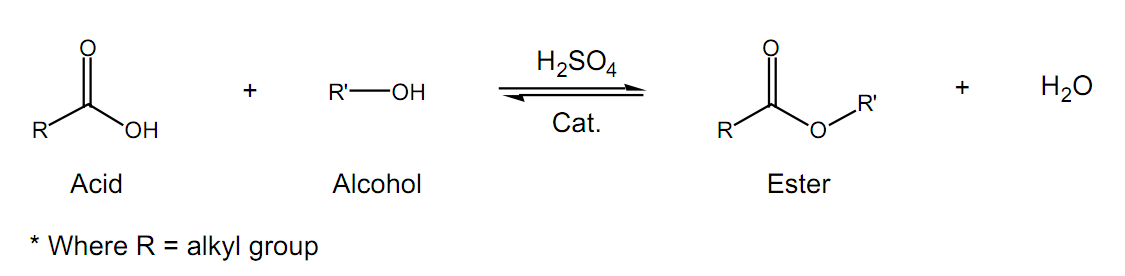 O O
R OH + R'—OH H₂SO₄ R O R' + H₂O
Cat.
Acid Alcohol Ester
* Where R = alkyl group